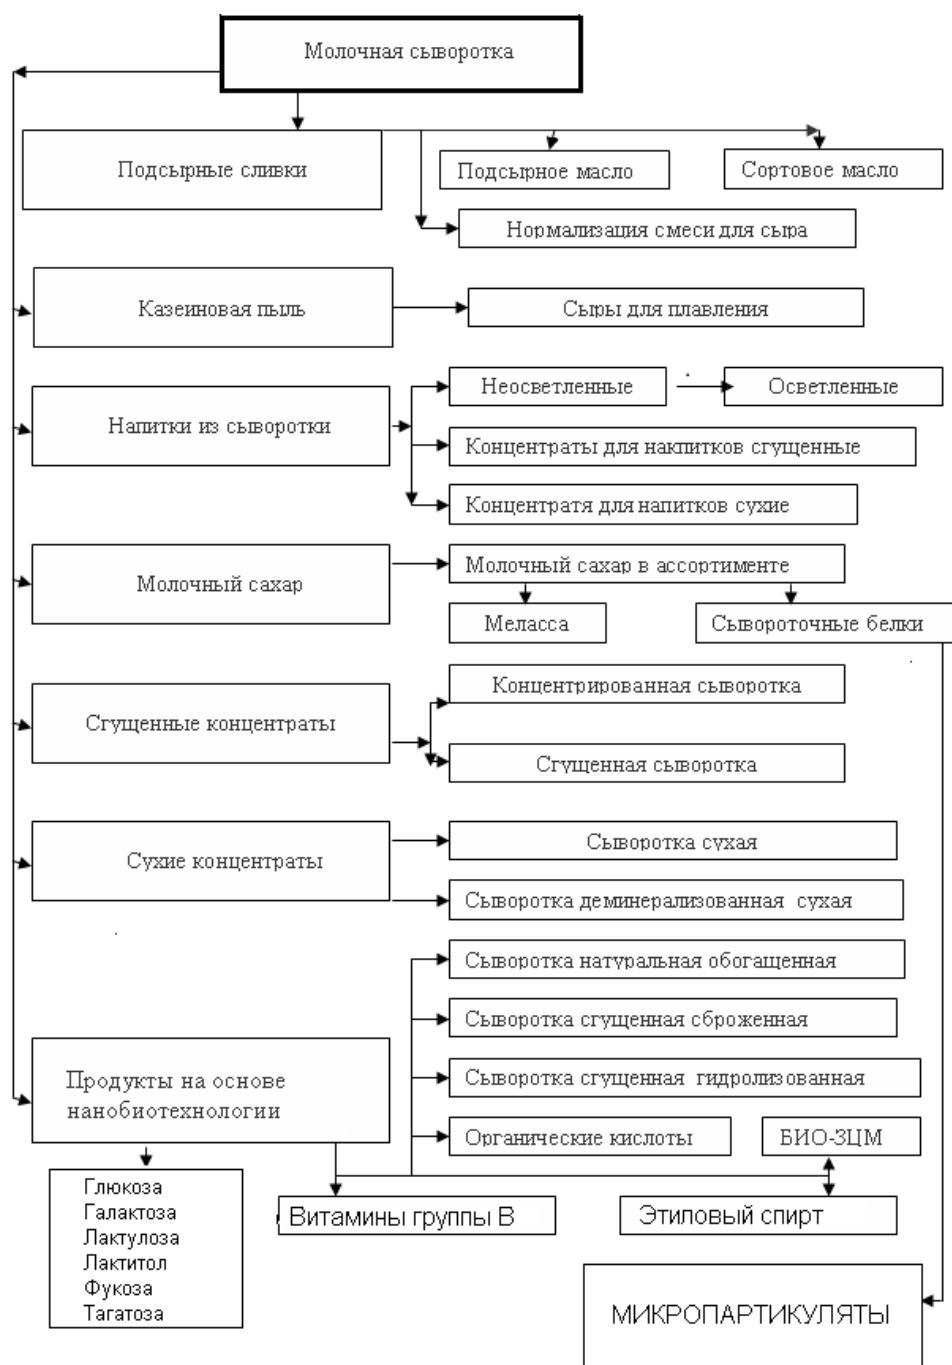 Молочная сыворотка
Подсырные сливки
Подсырное масло
Сортовое масло
Нормализация смеси для сыра
Казеиновая пыль
Сыры для плавления
Напитки из сыворотки
Неосветленные
Осветленные
Концентраты для накпитков сгущенные
Концентратя для напитков сухие
Молочный сахар
Молочный сахар в ассортименте
Меласса
Сывороточные белки
Сгущенные концентраты
Концентрированная сыворотка
Сгущенная сыворотка
Сухие концентраты
Сыворотка сухая
Сыворотка деминерализованная сухая
Сыворотка натуральная обогащенная
Сыворотка сгущенная сброженная
Продукты на основе
нанобиотехнологии
Сыворотка сгущенная гидролизованная
Органические кислоты
БИО-ЗЦМ
Глюкоза
Галактоза
Лактулоза
Лактитол
Фукоза
Тагатоза
Витамины группы В
Этиловый спирт
МИКРОПАРТИКУЛЯТЫ